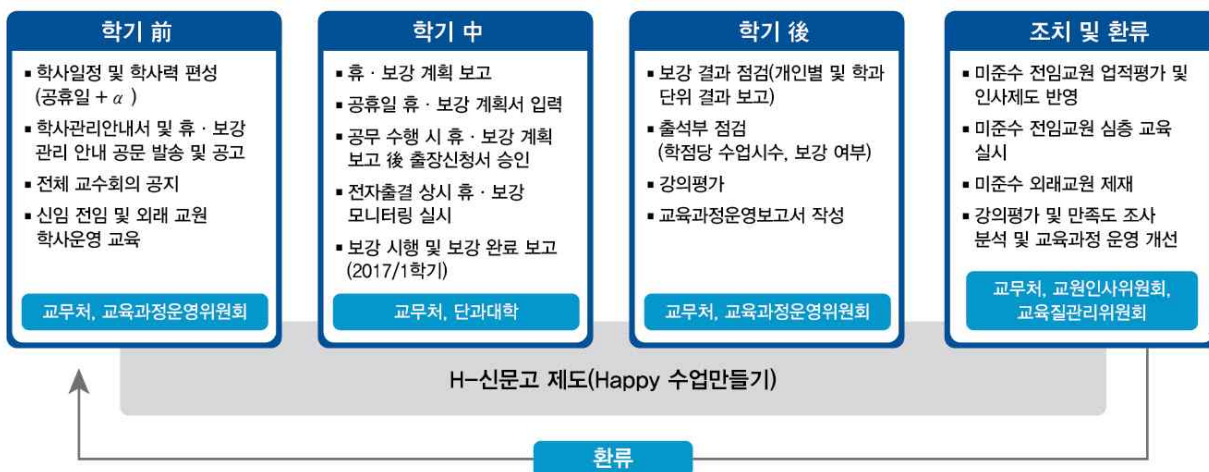 학기 前
▪ 학사일정 및 학사력 편성
(공휴일 + α )
▪ 학사관리안내서 및 휴 · 보강
관리 안내 공문 발송 및 공고
▪ 전체 교수회의 공지
▪ 신임 전임 및 외래 교원
학사운영 교육
교무처, 교육과정운영위원회
학기 中
▪ 휴 · 보강 계획 보고
▪ 공휴일 휴 · 보강 계획서 입력
▪ 공무 수행 시 휴 · 보강 계획
보고 後 출장신청서 승인
▪ 전자출결 상시 휴 · 보강
모니터링 실시
▪ 보강 시행 및 보강 완료 보고
(2017/1학기)
교무처, 단과대학
학기 後
▪ 보강 결과 점검(개인별 및 학과
단위 결과 보고)
▪ 출석부 점검
(학점당 수업시수, 보강 여부)
▪ 강의평가
▪ 교육과정운영보고서 작성
교무처, 교육과정운영위원회
조치 및 환류
▪ 미준수 전임교원 업적평가 및
인사제도 반영
▪ 미준수 전임교원 심층 교육
실시
▪ 미준수 외래교원 제재
▪ 강의평가 및 만족도 조사
분석 및 교육과정 운영 개선
교무처, 교원인사위원회,
교육질관리위원회
H-신문고 제도(Happy 수업만들기)
환류